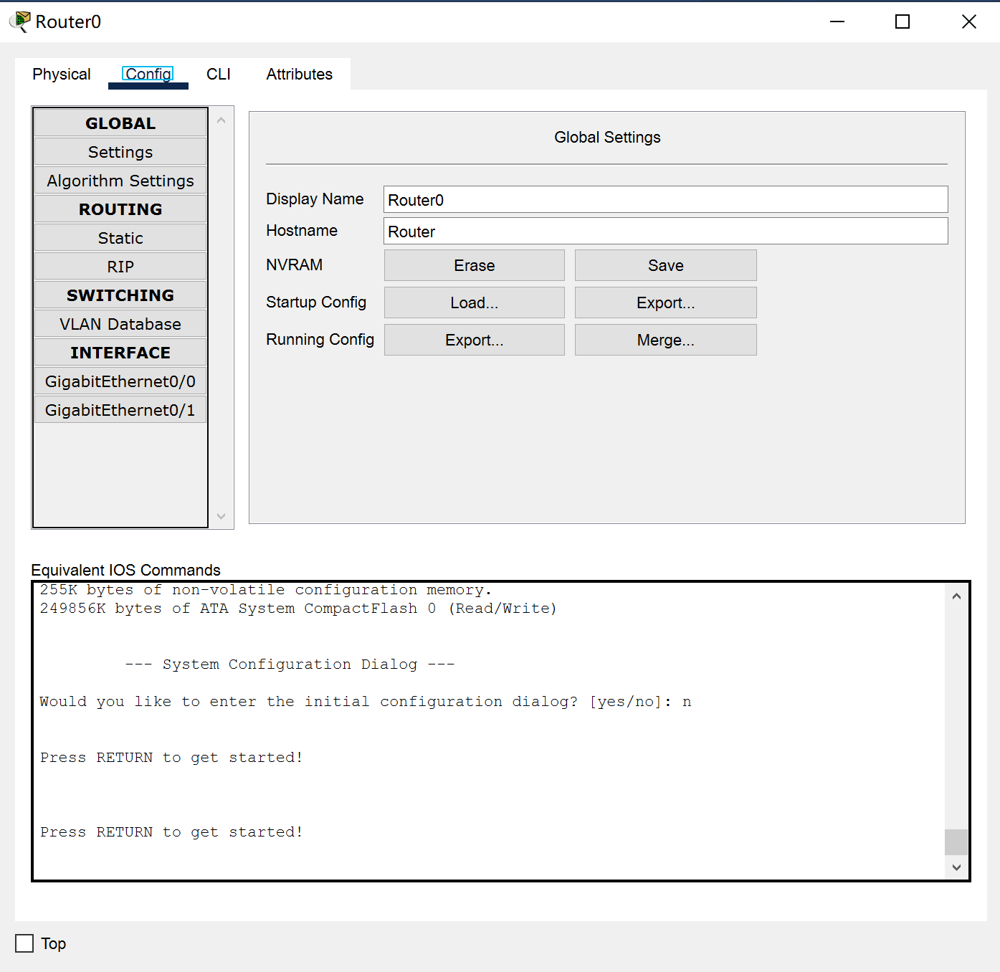 Router0
Physical Config CLI Attributes
GLOBAL
Settings
Algorithm Settings
ROUTING
Static
RIP
SWITCHING
VLAN Database
INTERFACE
GigabitEthernet0/0
GigabitEthernet0/1
Global Settings
Display Name Router0
Hostname Router
NVRAM Erase Save
Startup Config Load... Export...
Running Config Export... Merge...
Equivalent IOS Commands
255K bytes of non-volatile configuration memory.
249856K bytes of ATA System CompactFlash 0 (Read/Write)
--- System Configuration Dialog ---
Would you like to enter the initial configuration dialog? [yes/no]: n
Press RETURN to get started!
Press RETURN to get started!
Top